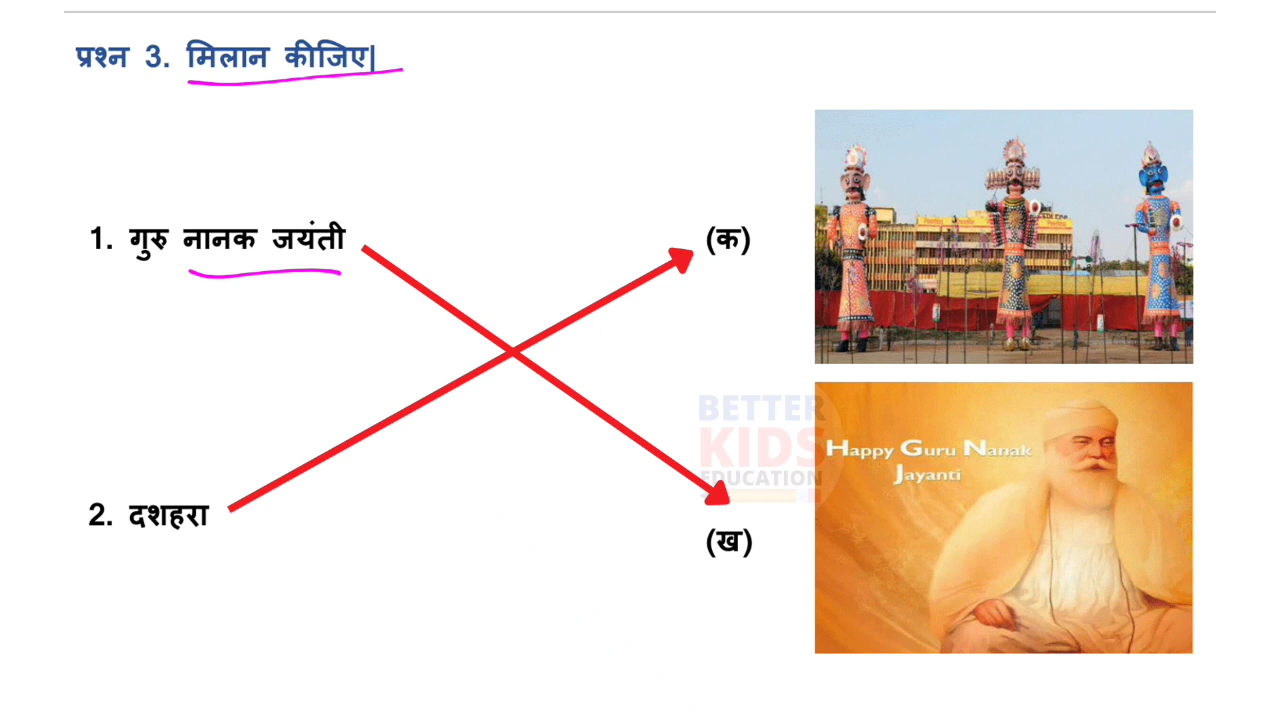 प्रश्न 3. मिलान कीजिए|
1. गुरु नानक जयंती
(क)
2. दशहरा
(ख)
BETTER
KIDS
EDUCATION
Happy Guru Nanak
Jayanti